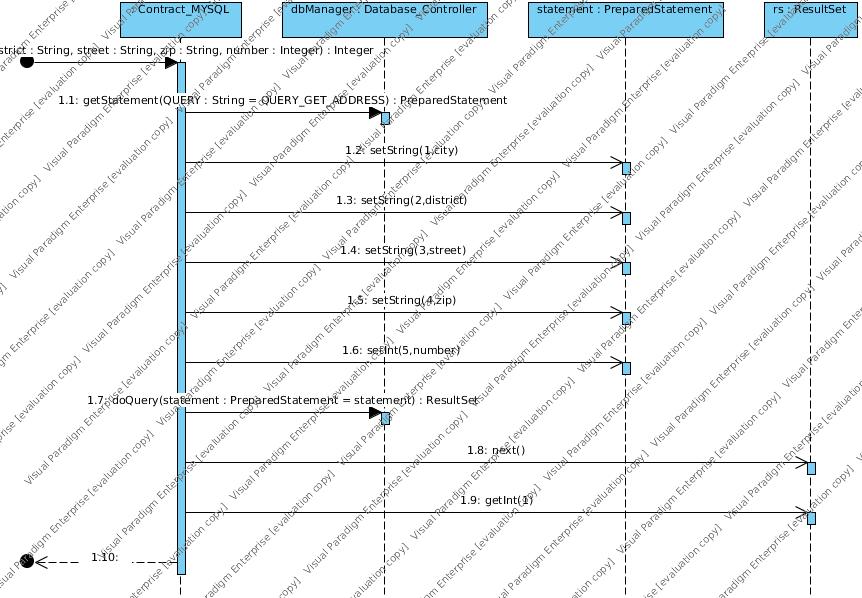 Contract_MYSQL
dbManager : Database_Controller
statement : PreparedStatement
rs : ResultSet
strict : String, street : String, zip : String, number : Integer) : Integer
1.1: getStatement(QUERY : String = QUERY_GET_ADDRESS) : PreparedStatement
1.2: setString(1,city)
1.3: setString(2,district)
1.4: setString(3,street)
1.5: setString(4,zip)
1.6: setInt(5,number)
1.7: doQuery(statement : PreparedStatement = statement) : ResultSet
1.8: next()
1.9: getInt(1)
1.10:
Visual Paradigm Enterprise [evaluation copy]